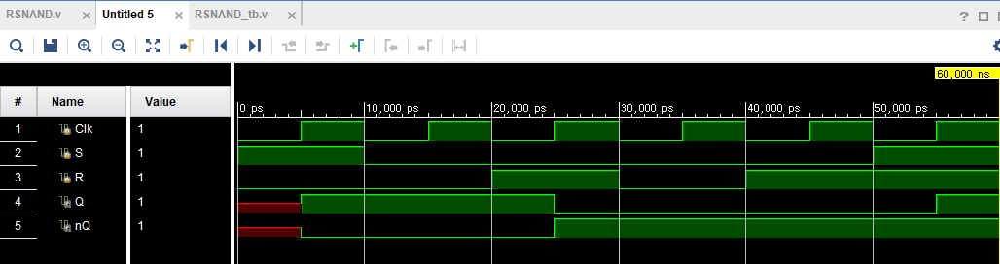 RSNAND.v × Untitled 5 × RSNAND_tb.v ×
?
60,000 ns
# Name Value
0 ps 10,000 ps 20,000 ps 30,000 ps 40,000 ps 50,000 ps
1 Clk 1
2 S 1
3 R 1
4 Q 1
5 nQ 1